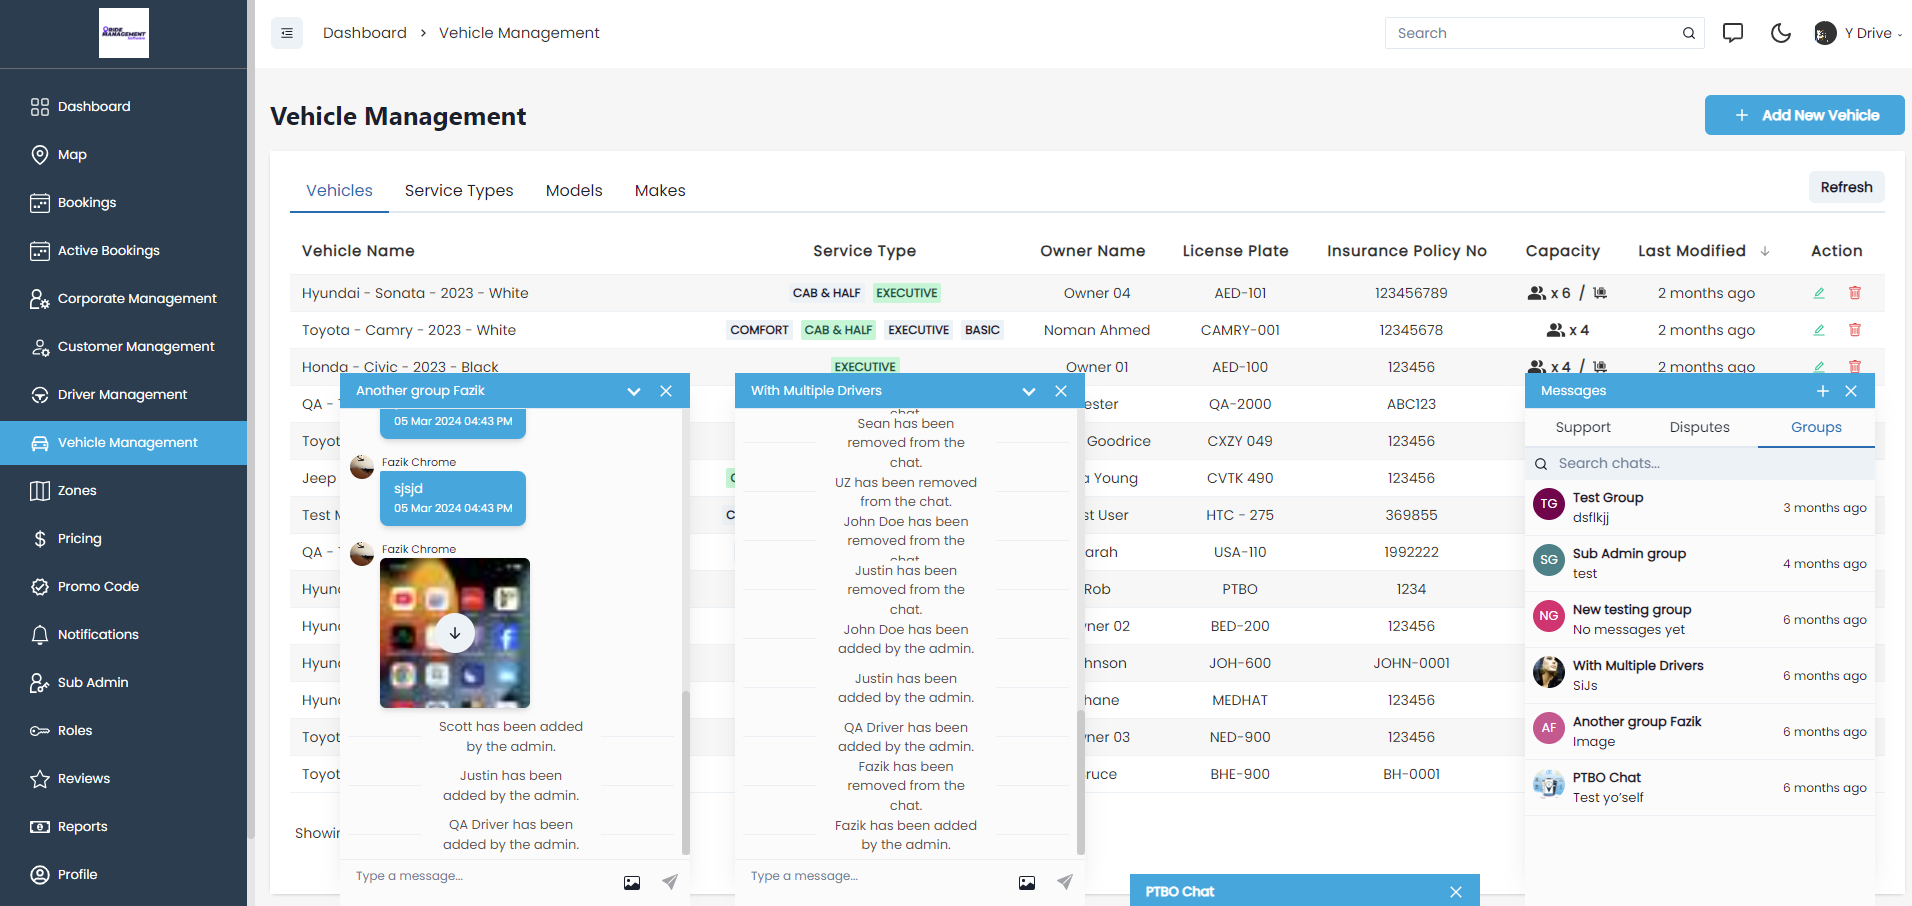 RIDE
MANAGEMENT
Software
Dashboard
Map
Bookings
Active Bookings
Corporate Management
Customer Management
Driver Management
Vehicle Management
Zones
Pricing
Promo Code
Notifications
Sub Admin
Roles
Reviews
Reports
Profile
Dashboard > Vehicle Management
Search
Y Drive
Vehicle Management
+ Add New Vehicle
Vehicles Service Types Models Makes
Refresh
Vehicle Name Service Type Owner Name License Plate Insurance Policy No Capacity Last Modified ↓ Action
Hyundai - Sonata - 2023 - White CAB & HALF EXECUTIVE Owner 04 AED-101 123456789 x 6 / 2 months ago
Toyota - Camry - 2023 - White COMFORT CAB & HALF EXECUTIVE BASIC Noman Ahmed CAMRY-001 12345678 x 4 2 months ago
Honda - Civic - 2023 - Black EXECUTIVE Owner 01 AED-100 123456 x 4 / 2 months ago
QA - ester QA-2000 ABC123
Toyot Goodrice CXZY 049 123456
Jeep a Young CVTK 490 123456
Test M C st User HTC - 275 369855
QA - arah USA-110 1992222
Hyun Rob PTBO 1234
Hyun ner 02 BED-200 123456
Hyun hnson JOH-600 JOHN-0001
Hyun hane MEDHAT 123456
Toyot ner 03 NED-900 123456
Toyot ruce BHE-900 BH-0001
Showin
Another group Fazik
05 Mar 2024 04:43 PM
Fazik Chrome
sjsjd
05 Mar 2024 04:43 PM
Fazik Chrome
Scott has been added
by the admin.
Justin has been
added by the admin.
QA Driver has been
added by the admin.
Type a message...
With Multiple Drivers
chat.
Sean has been
removed from the
chat.
UZ has been removed
from the chat.
John Doe has been
removed from the
chat.
Justin has been
removed from the
chat.
John Doe has been
added by the admin.
Justin has been
added by the admin.
QA Driver has been
added by the admin.
Fazik has been
removed from the
chat.
Fazik has been added
by the admin.
Type a message...
PTBO Chat
Messages
Support Disputes Groups
Search chats...
TG Test Group
dsflkjj
3 months ago
SG Sub Admin group
test
4 months ago
NG New testing group
No messages yet
6 months ago
With Multiple Drivers
SiJs
6 months ago
AF Another group Fazik
Image
6 months ago
PTBO Chat
Test yo'self
6 months ago